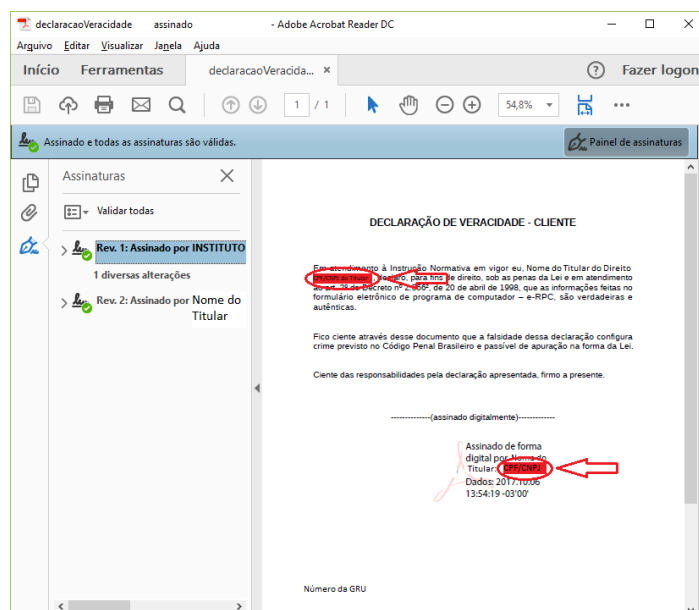 declaracaoVeracidade assinado - Adobe Acrobat Reader DC
Arquivo Editar Visualizar Janela Ajuda
Início Ferramentas declaracaoVeracida... × ? Fazer logon
1 / 1 54,8%
Assinado e todas as assinaturas são válidas. Painel de assinaturas
Assinaturas
Validar todas
Rev. 1: Assinado por INSTITUTO
1 diversas alterações
Rev. 2: Assinado por Nome do
Titular
DECLARAÇÃO DE VERACIDADE - CLIENTE
Em atendimento à Instrução Normativa em vigor eu, Nome do Titular do Direito
CPF/CNPJ do Titular, declaro, para fins de direito, sob as penas da Lei e em atendimento
ao art. 2º de Decreto nº 2.556², de 20 de abril de 1998, que as informações feitas no
formulário eletrônico de programa de computador – e-RPC, são verdadeiras e
autênticas.
Fico ciente através desse documento que a falsidade dessa declaração configura
crime previsto no Código Penal Brasileiro e passível de apuração na forma da Lei.
Ciente das responsabilidades pela declaração apresentada, firmo a presente.
--------------(assinado digitalmente)-------------
Assinado de forma
digital por Nome do
Titular: CPF/CNPJ
Dados: 2017.10.06
13:54:19 -03'00'
Número da GRU